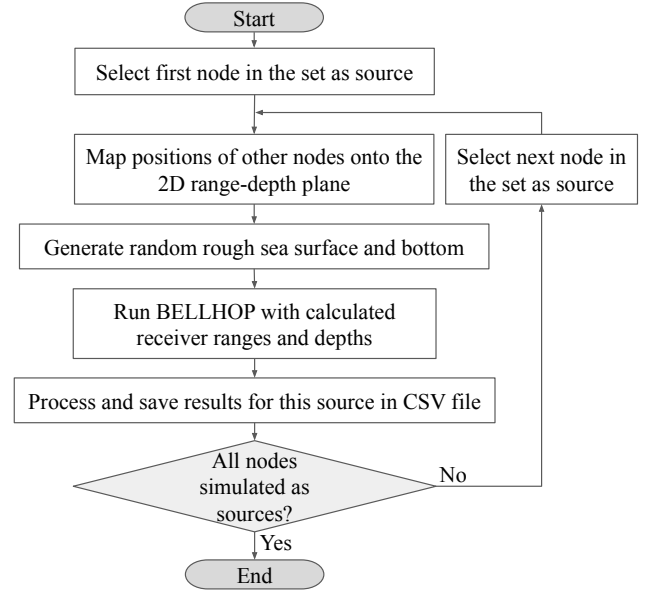 Start
Select first node in the set as source
Map positions of other nodes onto the
2D range-depth plane
Select next node in
the set as source
Generate random rough sea surface and bottom
Run BELLHOP with calculated
receiver ranges and depths
Process and save results for this source in CSV file
All nodes
simulated as
sources?
No
Yes
End